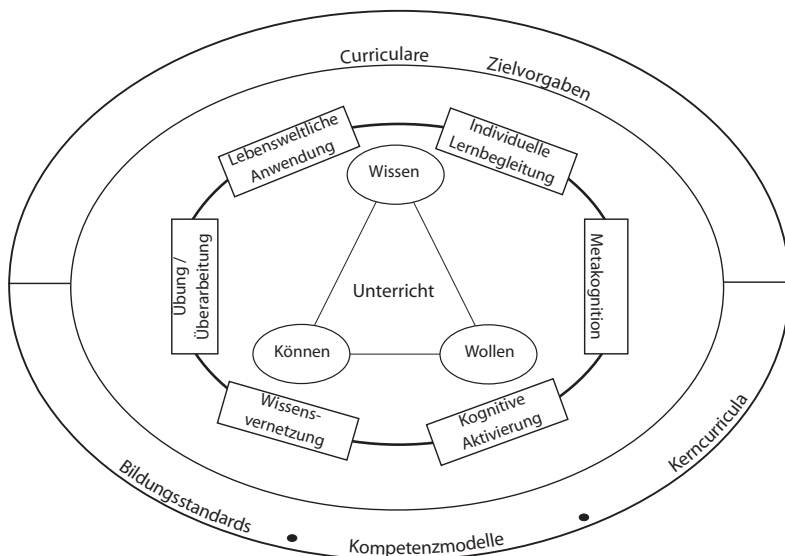 Curriculare Zielvorgaben
Lebensweltliche
Anwendung
Individuelle
Lernbegleitung
Wissen
Übung /
Überarbeitung
Metakognition
Unterricht
Können
Wollen
Wissens-
vernetzung
Kognitive
Aktivierung
Bildungsstandards • Kompetenzmodelle • Kerncurricula